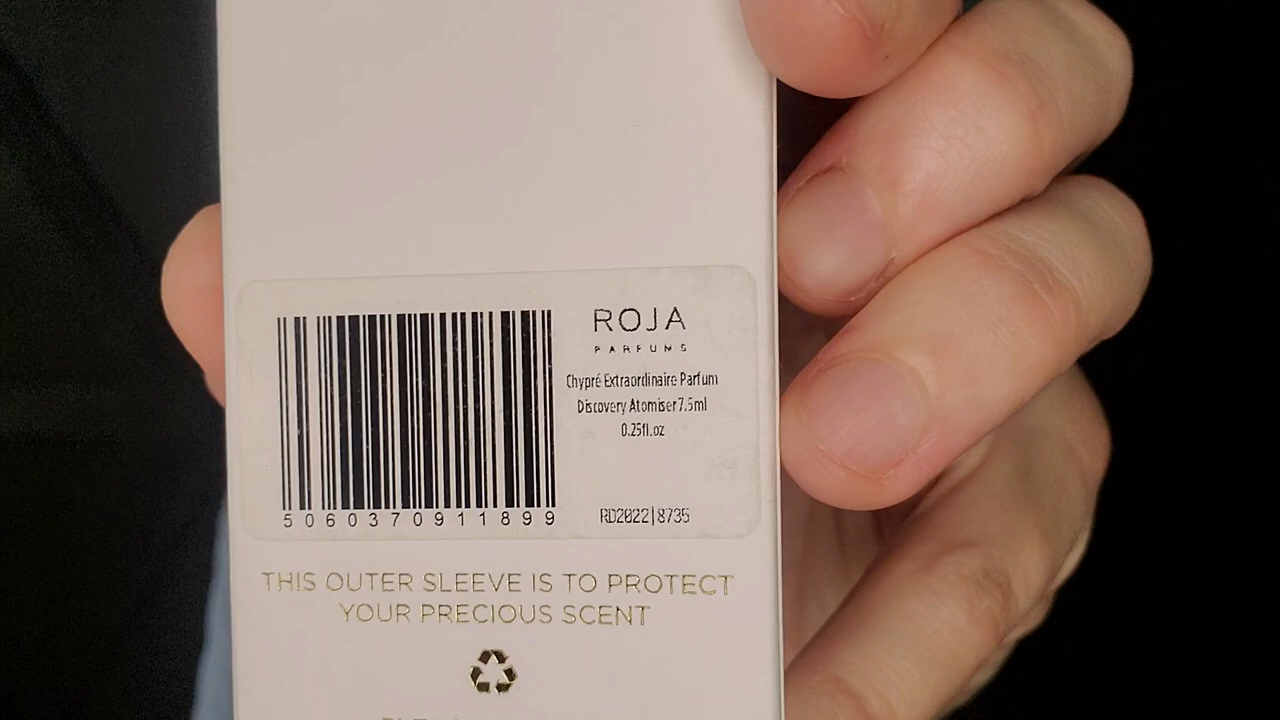 ROJA
PARFUMS
Chypré Extraordinaire Parfum
Discovery Atomiser 7.5ml
0.25fl.oz
5060370911899
RD2022|8735
THIS OUTER SLEEVE IS TO PROTECT
YOUR PRECIOUS SCENT